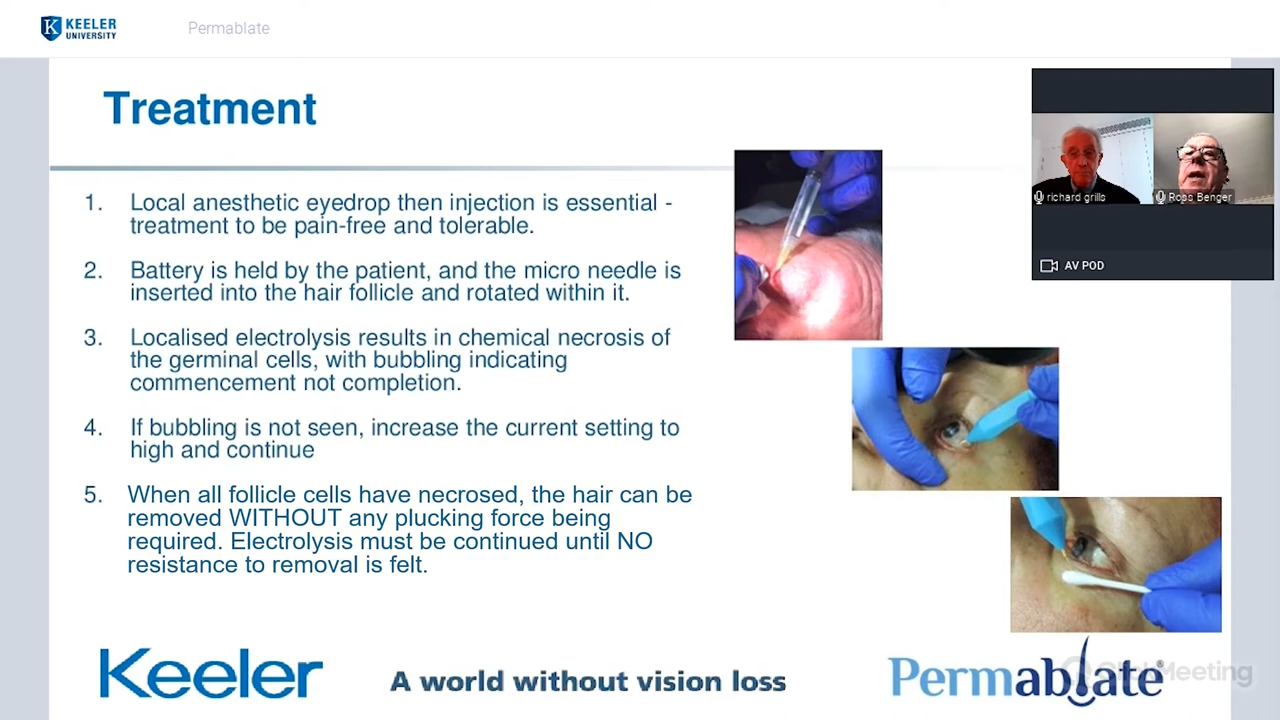 KEELER
UNIVERSITY
Permablate
Treatment
1. Local anesthetic eyedrop then injection is essential -
treatment to be pain-free and tolerable.
2. Battery is held by the patient, and the micro needle is
inserted into the hair follicle and rotated within it.
3. Localised electrolysis results in chemical necrosis of
the germinal cells, with bubbling indicating
commencement not completion.
4. If bubbling is not seen, increase the current setting to
high and continue
5. When all follicle cells have necrosed, the hair can be
removed WITHOUT any plucking force being
required. Electrolysis must be continued until NO
resistance to removal is felt.
richard grills
Ross Benger
AV POD
Keeler
A world without vision loss
Permablate®
ClickMeeting